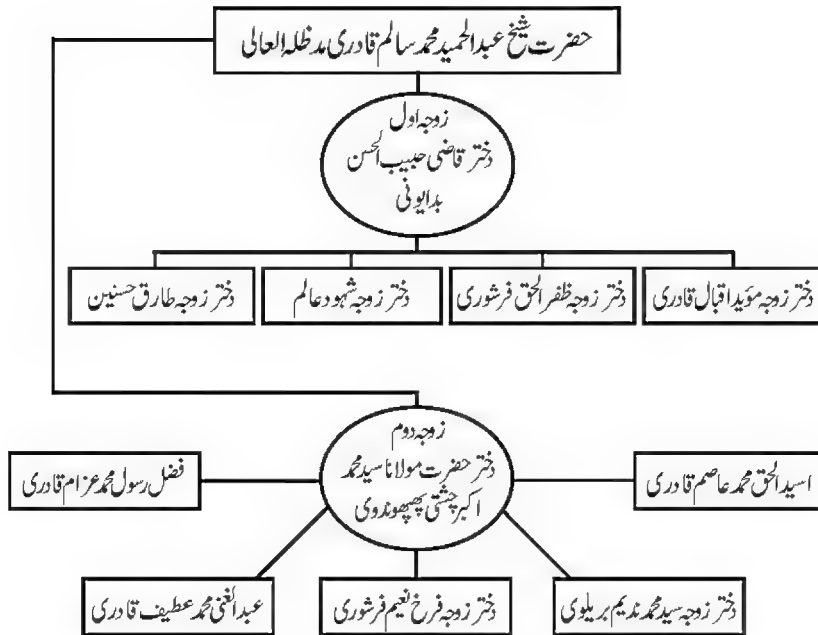 حضرت شیخ عبدالحمید محمد سالم قادری مدظلہ العالی
زوجہ اول
دختر قاضی حبیب الحسن
بدایونی
دختر زوجہ مؤید اقبال قادری
دختر زوجہ ظفر الحق فرشوری
دختر زوجہ شہود عالم
دختر زوجہ طارق حسنین
زوجہ دوم
دختر حضرت مولانا سید محمد
اکبر چشتی پھپھوندوی
اسید الحق محمد عاصم قادری
فضل رسول محمد عزام قادری
دختر زوجہ سید محمد ندیم بریلوی
دختر زوجہ فرخ نعیم فرشوری
عبدالغنی محمد عطیف قادری